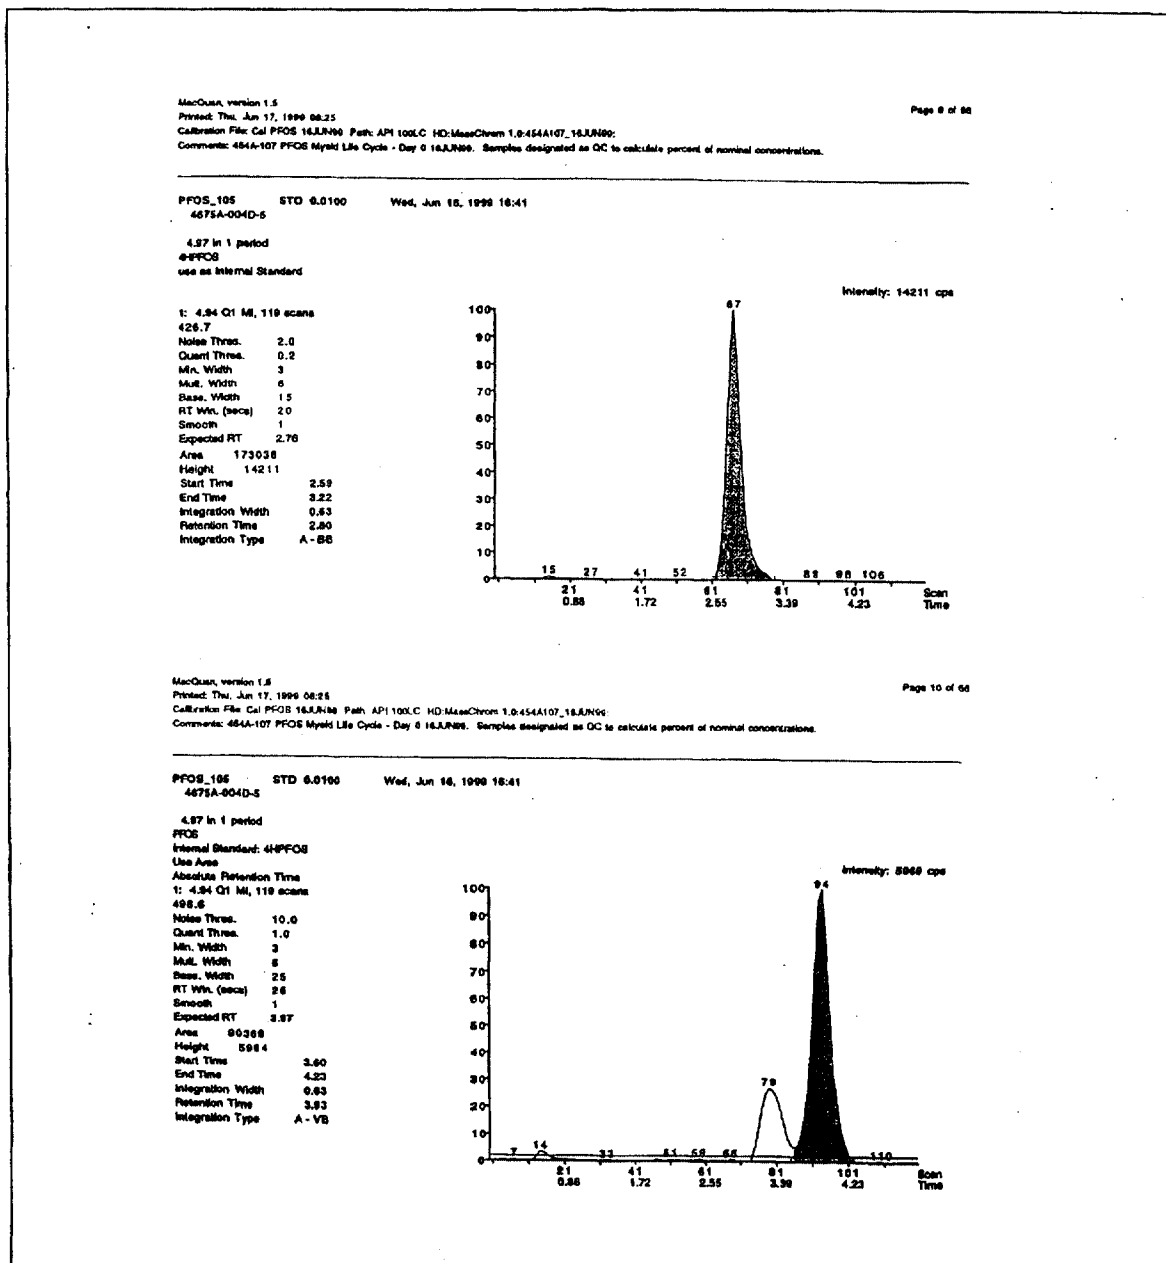 MacQuan, version 1.5
Page 9 of 66
Printed: Thu, Jun 17, 1999 08:25
Calibration File: Cal PFOS 16JUN99 Path: API 100LC HD:MassChrom 1.0:454A107_16JUN99:
Comments: 454A-107 PFOS Mysid Life Cycle - Day 0 16JUN99. Samples designated as QC to calculate percent of nominal concentrations.
PFOS_105 STD 0.0100 Wed, Jun 16, 1999 16:41
4675A-004D-5
4.97 in 1 period
4HPFOS
use as Internal Standard
Intensity: 14211 cps
1: 4.94 Q1 MI, 119 scans
426.7
Noise Thres. 2.0
Quant Thres. 0.2
Min. Width 3
Mult. Width 6
Base. Width 15
RT Win. (secs) 20
Smooth 1
Expected RT 2.76
Area 173036
Height 14211
Start Time 2.59
End Time 3.22
Integration Width 0.63
Retention Time 2.80
Integration Type A - BB
67
100
90
80
70
60
50
40
30
20
10
0
15 27 41 52 89 98 106
21 41 61 81 101 Scan
0.88 1.72 2.55 3.39 4.23 Time
MacQuan, version 1.5
Page 10 of 66
Printed: Thu, Jun 17, 1999 08:25
Calibration File: Cal PFOS 16JUN99 Path: API 100LC HD:MassChrom 1.0:454A107_16JUN99:
Comments: 454A-107 PFOS Mysid Life Cycle - Day 0 16JUN99. Samples designated as QC to calculate percent of nominal concentrations.
PFOS_105 STD 0.0100 Wed, Jun 16, 1999 16:41
4675A-004D-5
4.97 in 1 period
PFOS
Internal Standard: 4HPFOS
Use Area
Absolute Retention Time
Intensity: 5969 cps
1: 4.94 Q1 MI, 119 scans
498.6
Noise Thres. 10.0
Quant Thres. 1.0
Min. Width 3
Mult. Width 6
Base. Width 25
RT Win. (secs) 26
Smooth 1
Expected RT 3.97
Area 90369
Height 5964
Start Time 3.60
End Time 4.23
Integration Width 0.63
Retention Time 3.93
Integration Type A - VB
94
100
90
80
70
60
50
40
30
20
10
0
79
7 14 33 51 59 68 110
21 41 61 81 101 Scan
0.88 1.72 2.55 3.39 4.23 Time